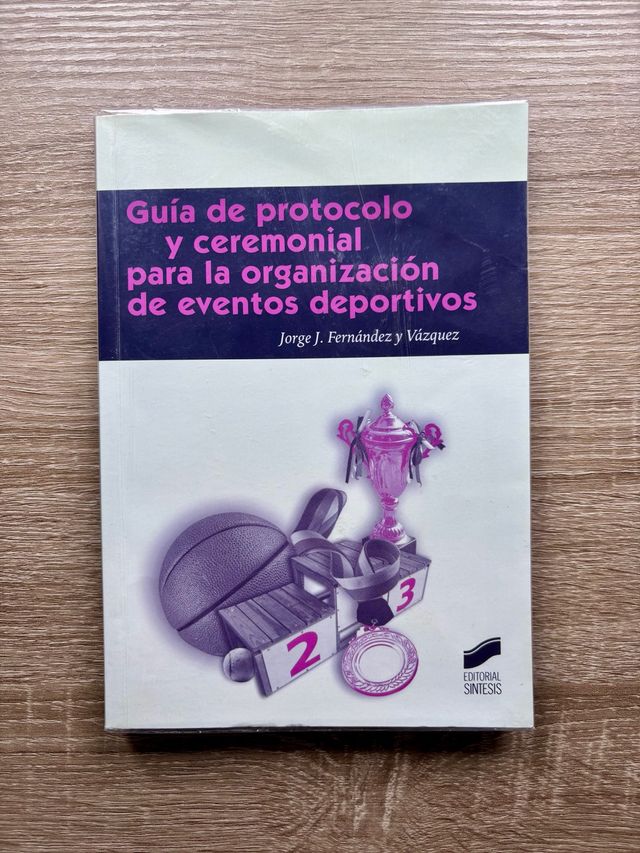 Guía de protocolo
y ceremonial
para la organización
de eventos deportivos
Jorge J. Fernández y Vázquez
2
3
EDITORIAL
SINTESIS